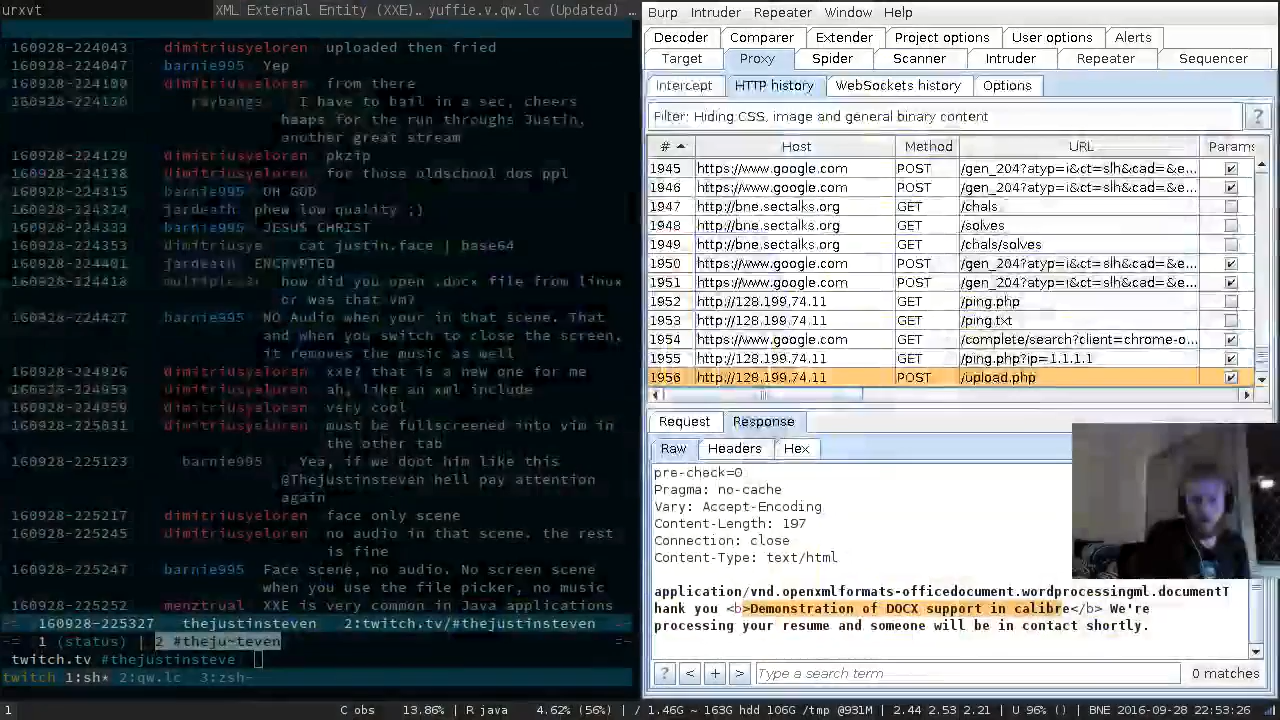 urxvt XML External Entity (XXE)… yuffie.v.qw.lc (Updated) …
160928-224043 dimitriusyeloren uploaded then fried
160928-224047 barnie995 Yep
160928-224100 dimitriusyeloren from there
160928-224120 raybangs I have to bail in a sec, cheers
heaps for the run throughs Justin,
another great stream
160928-224129 dimitriusyeloren pkzip
160928-224138 dimitriusyeloren for those oldschool dos ppl
160928-224315 barnie995 OH GOD
160928-224324 jardeath phew low quality ;)
160928-224333 barnie995 JESUS CHRIST
160928-224353 dimitriusye cat justin.face | base64
160928-224401 jardeath ENCRYPTED
160928-224418 how did you open .docx file from linux
or was that vm?
160928-224427 barnie995 NO Audio when your in that scene. That
and when you switch to close the screen,
it removes the music as well
160928-224926 dimitriusyeloren xxe? that is a new one for me
160928-224953 dimitriusyeloren ah, like an xml include
160928-224959 dimitriusyeloren very cool
160928-225031 dimitriusyeloren must be fullscreened into vim in
the other tab
160928-225123 barnie995 Yea, if we doot him like this
@Thejustinsteven hell pay attention
again
160928-225217 dimitriusyeloren face only scene
160928-225245 dimitriusyeloren no audio in that scene. the rest
is fine
160928-225247 barnie995 Face scene, no audio. No screen scene
when you use the file picker, no music
160928-225252 menztrual XXE is very common in Java applications
160928-225327 thejustinsteven 2:twitch.tv/#thejustinsteven
1 (status) | 2 #theju~teven
twitch.tv #thejustinsteve
twitch 1:sh* 2:qw.lc 3:zsh-
Burp Intruder Repeater Window Help
Decoder Comparer Extender Project options User options Alerts
Target Proxy Spider Scanner Intruder Repeater Sequencer
Intercept HTTP history WebSockets history Options
Filter: Hiding CSS, image and general binary content ?
# Host Method URL Params
1945 https://www.google.com POST /gen_204?atyp=i&ct=slh&cad=&e...
1946 https://www.google.com POST /gen_204?atyp=i&ct=slh&cad=&e...
1947 http://bne.sectalks.org GET /chals
1948 http://bne.sectalks.org GET /solves
1949 http://bne.sectalks.org GET /chals/solves
1950 https://www.google.com POST /gen_204?atyp=i&ct=slh&cad=&e...
1951 https://www.google.com POST /gen_204?atyp=i&ct=slh&cad=&e...
1952 http://128.199.74.11 GET /ping.php
1953 http://128.199.74.11 GET /ping.txt
1954 https://www.google.com GET /complete/search?client=chrome-o...
1955 http://128.199.74.11 GET /ping.php?ip=1.1.1.1
1956 http://128.199.74.11 POST /upload.php
Request Response
Raw Headers Hex
pre-check=0
Pragma: no-cache
Vary: Accept-Encoding
Content-Length: 197
Connection: close
Content-Type: text/html
application/vnd.openxmlformats-officedocument.wordprocessingml.documentT
hank you <b>Demonstration of DOCX support in calibre</b> We're
processing your resume and someone will be in contact shortly.
? < + > Type a search term 0 matches
1 C obs 13.86% | R java 4.62% (56%) | / 1.46G ~ 163G hdd 106G /tmp @931M | 2.44 2.53 2.21 | U 96% | BNE 2016-09-28 22:53:26